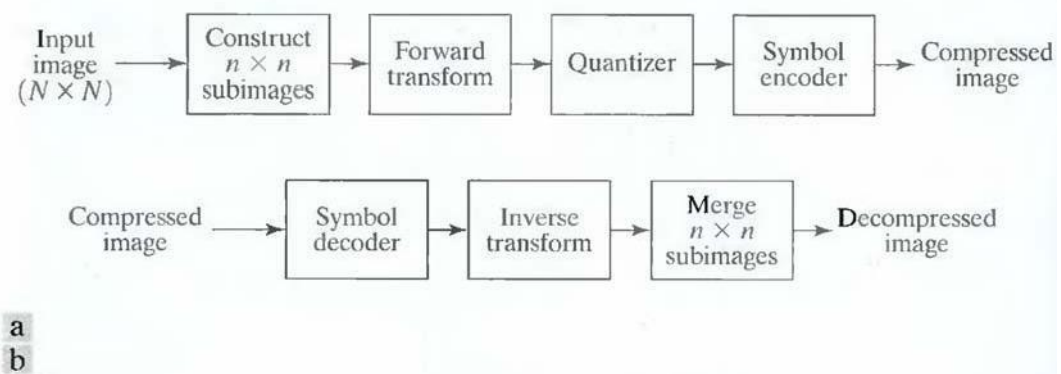 Input
image
(N × N)
Construct
n × n
subimages
Forward
transform
Quantizer
Symbol
encoder
Compressed
image
Compressed
image
Symbol
decoder
Inverse
transform
Merge
n × n
subimages
Decompressed
image
a
b